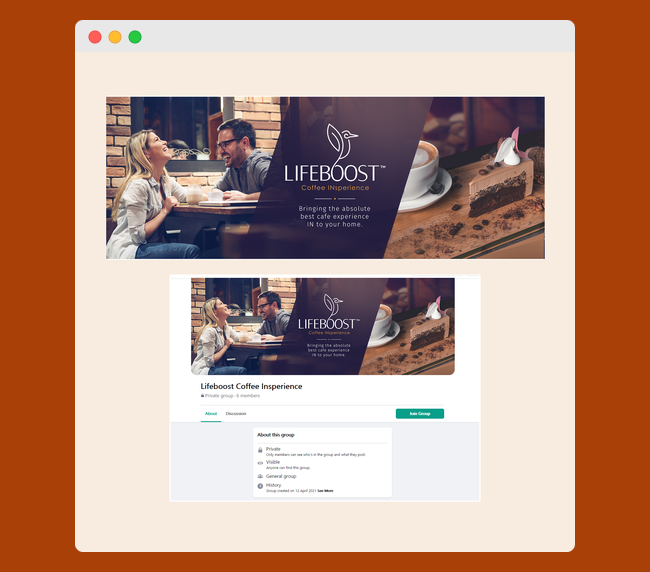 LIFEBOOST™
Coffee INsperience
Bringing the absolute
best cafe experience
IN to your home.
LIFEBOOST™
Coffee INsperience
Bringing the absolute
best cafe experience
IN to your home.
Lifeboost Coffee Insperience
Private group · 6 members
About Discussion Join Group
About this group
Private
Only members can see who's in the group and what they post.
Visible
Anyone can find this group.
General group
History
Group created on 12 April 2021 See More